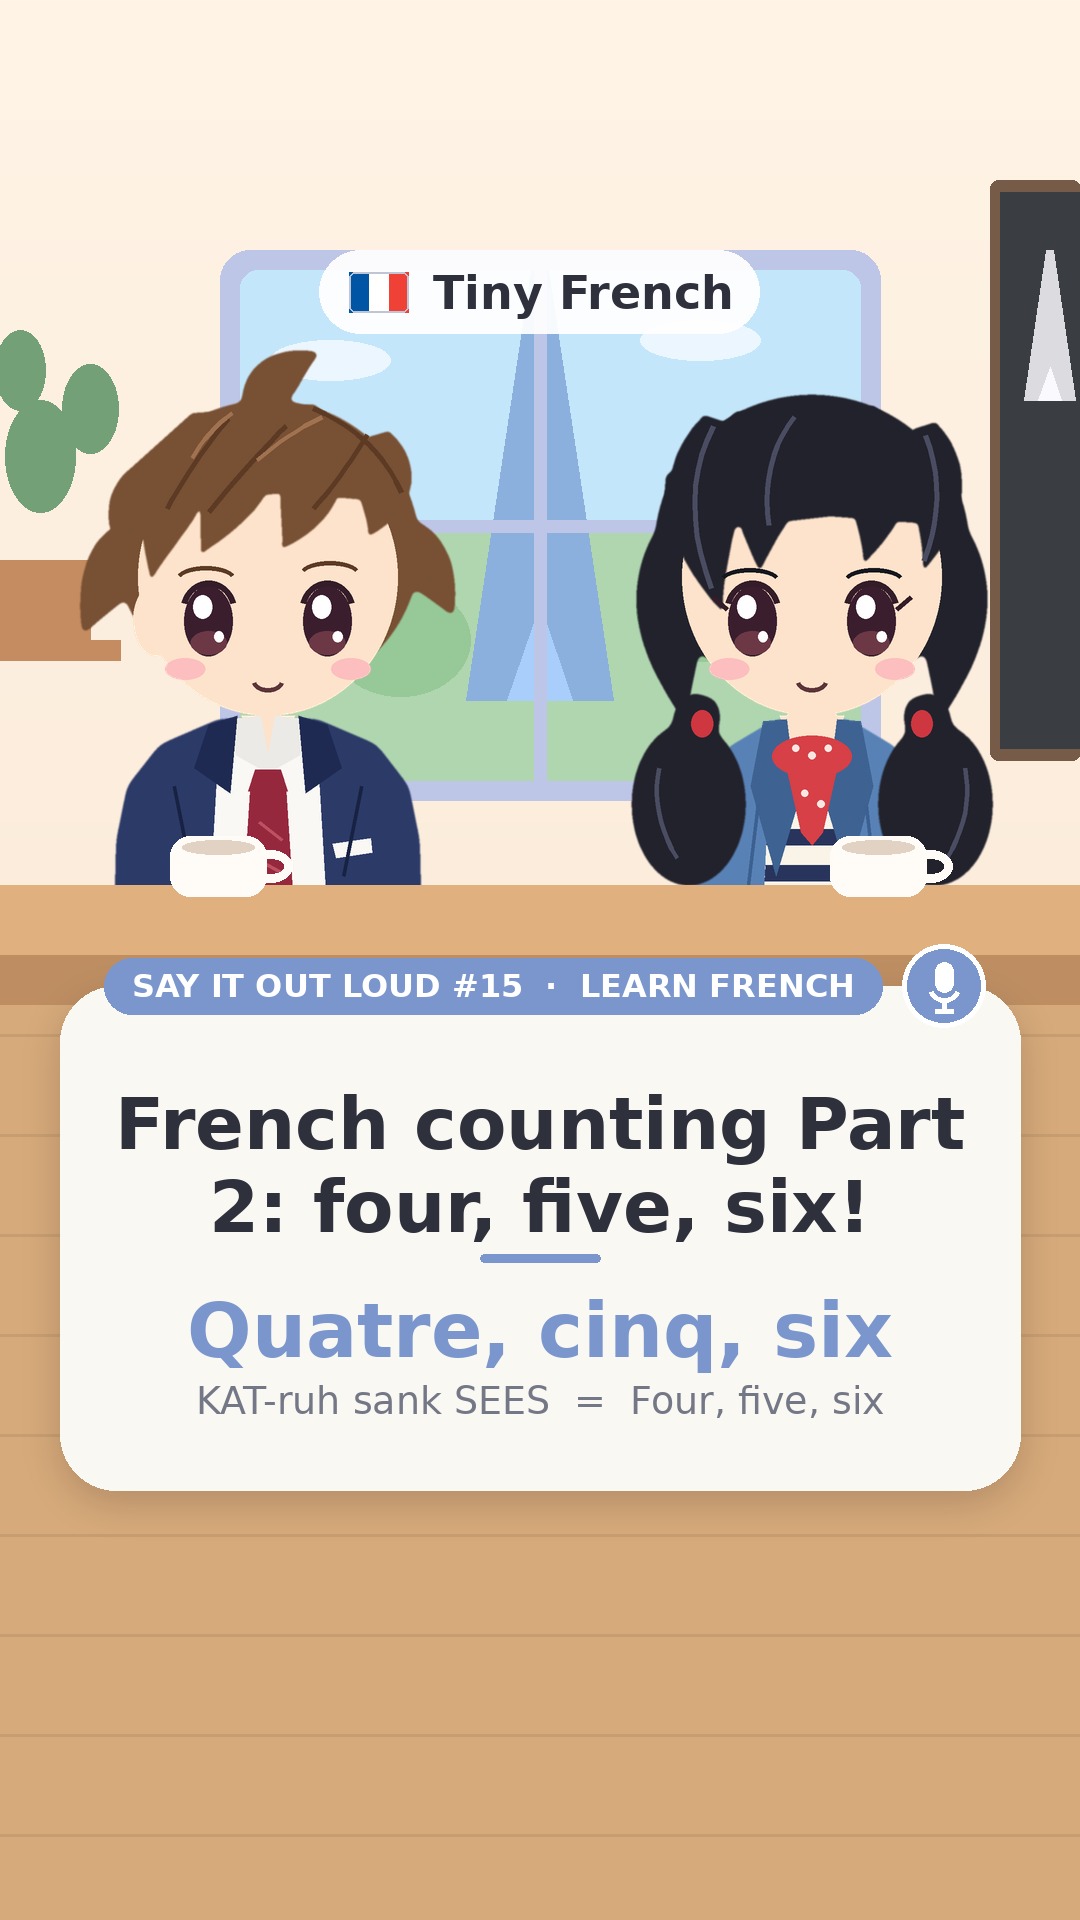 Tiny French
SAY IT OUT LOUD #15 · LEARN FRENCH
French counting Part
2: four, five, six!
Quatre, cinq, six
KAT-ruh sank SEES = Four, five, six